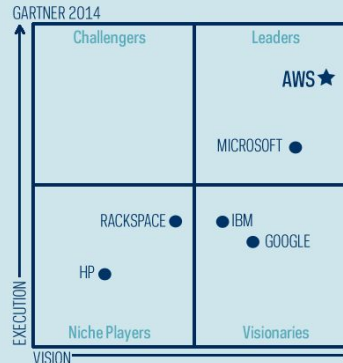 GARTNER 2014
Challengers
Leaders
AWS
MICROSOFT
RACKSPACE
IBM
GOOGLE
HP
Niche Players
Visionaries
EXECUTION
VISION